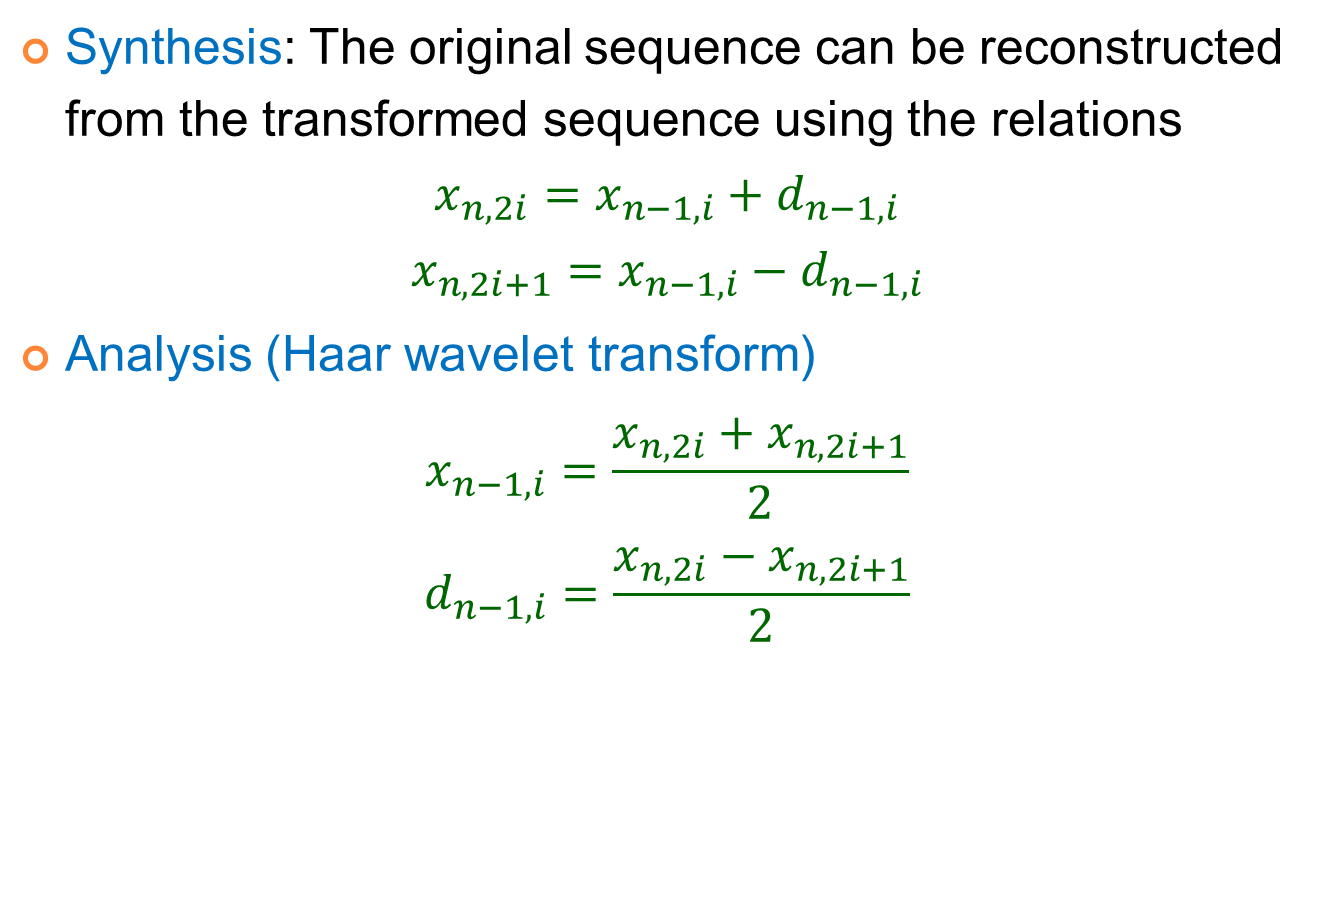 Synthesis: The original sequence can be reconstructed
from the transformed sequence using the relations
$x_{n,2i} = x_{n-1,i} + d_{n-1,i}$
$x_{n,2i+1} = x_{n-1,i} - d_{n-1,i}$
Analysis (Haar wavelet transform)
$x_{n-1,i} = \frac{x_{n,2i} + x_{n,2i+1}}{2}$
$d_{n-1,i} = \frac{x_{n,2i} - x_{n,2i+1}}{2}$